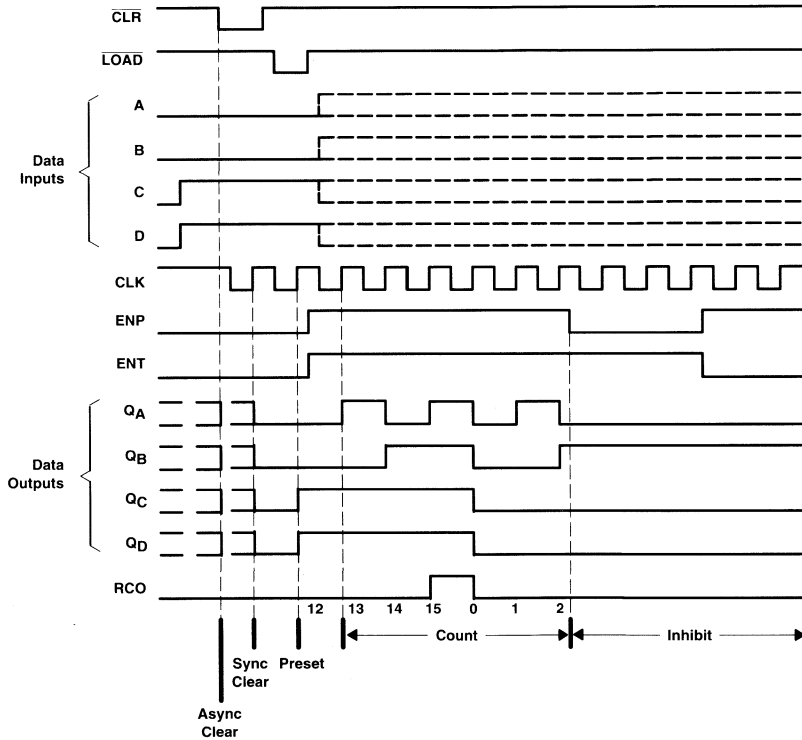 CLR
LOAD
A
B
Data
Inputs
C
D
CLK
ENP
ENT
QA
QB
Data
Outputs
QC
QD
RCO
12 13 14 15 0 1 2
Count Inhibit
Sync
Clear
Preset
Async
Clear